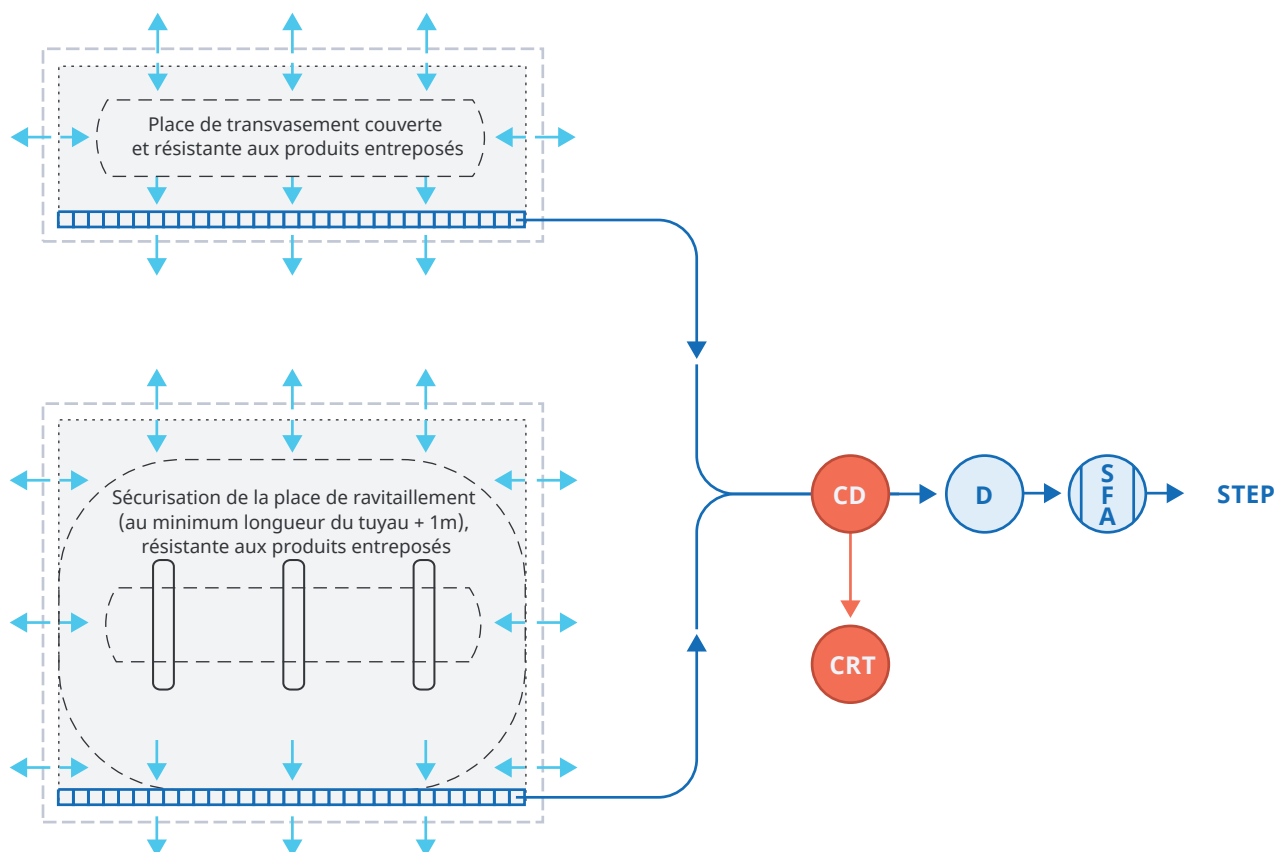 Place de transvasement couverte
et résistante aux produits entreposés
Sécurisation de la place de ravitaillement
(au minimum longueur du tuyau + 1m),
résistante aux produits entreposés
CD
D
S
F
A
STEP
CRT